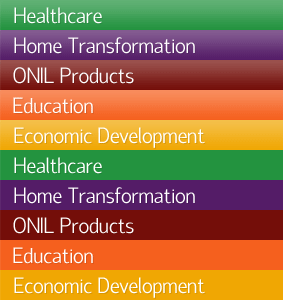 Healthcare
Home Transformation
ONIL Products
Education
Economic Development
Healthcare
Home Transformation
ONIL Products
Education
Economic Development